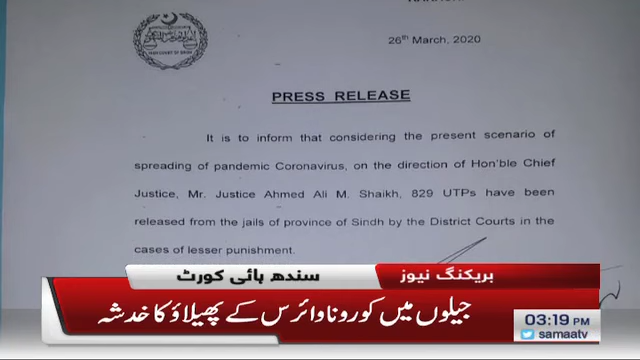 26th March, 2020
PRESS RELEASE
It is to inform that considering the present scenario of
spreading of pandemic Coronavirus, on the direction of Hon'ble Chief
Justice, Mr. Justice Ahmed Ali M. Shaikh, 829 UTPs have been
released from the jails of province of Sindh by the District Courts in the
cases of lesser punishment.
بریکنگ نیوز
سندھ ہائی کورٹ
جیلوں میں کورونا وائرس کے پھیلاؤ کا خدشہ
03:19 PM
samaatv